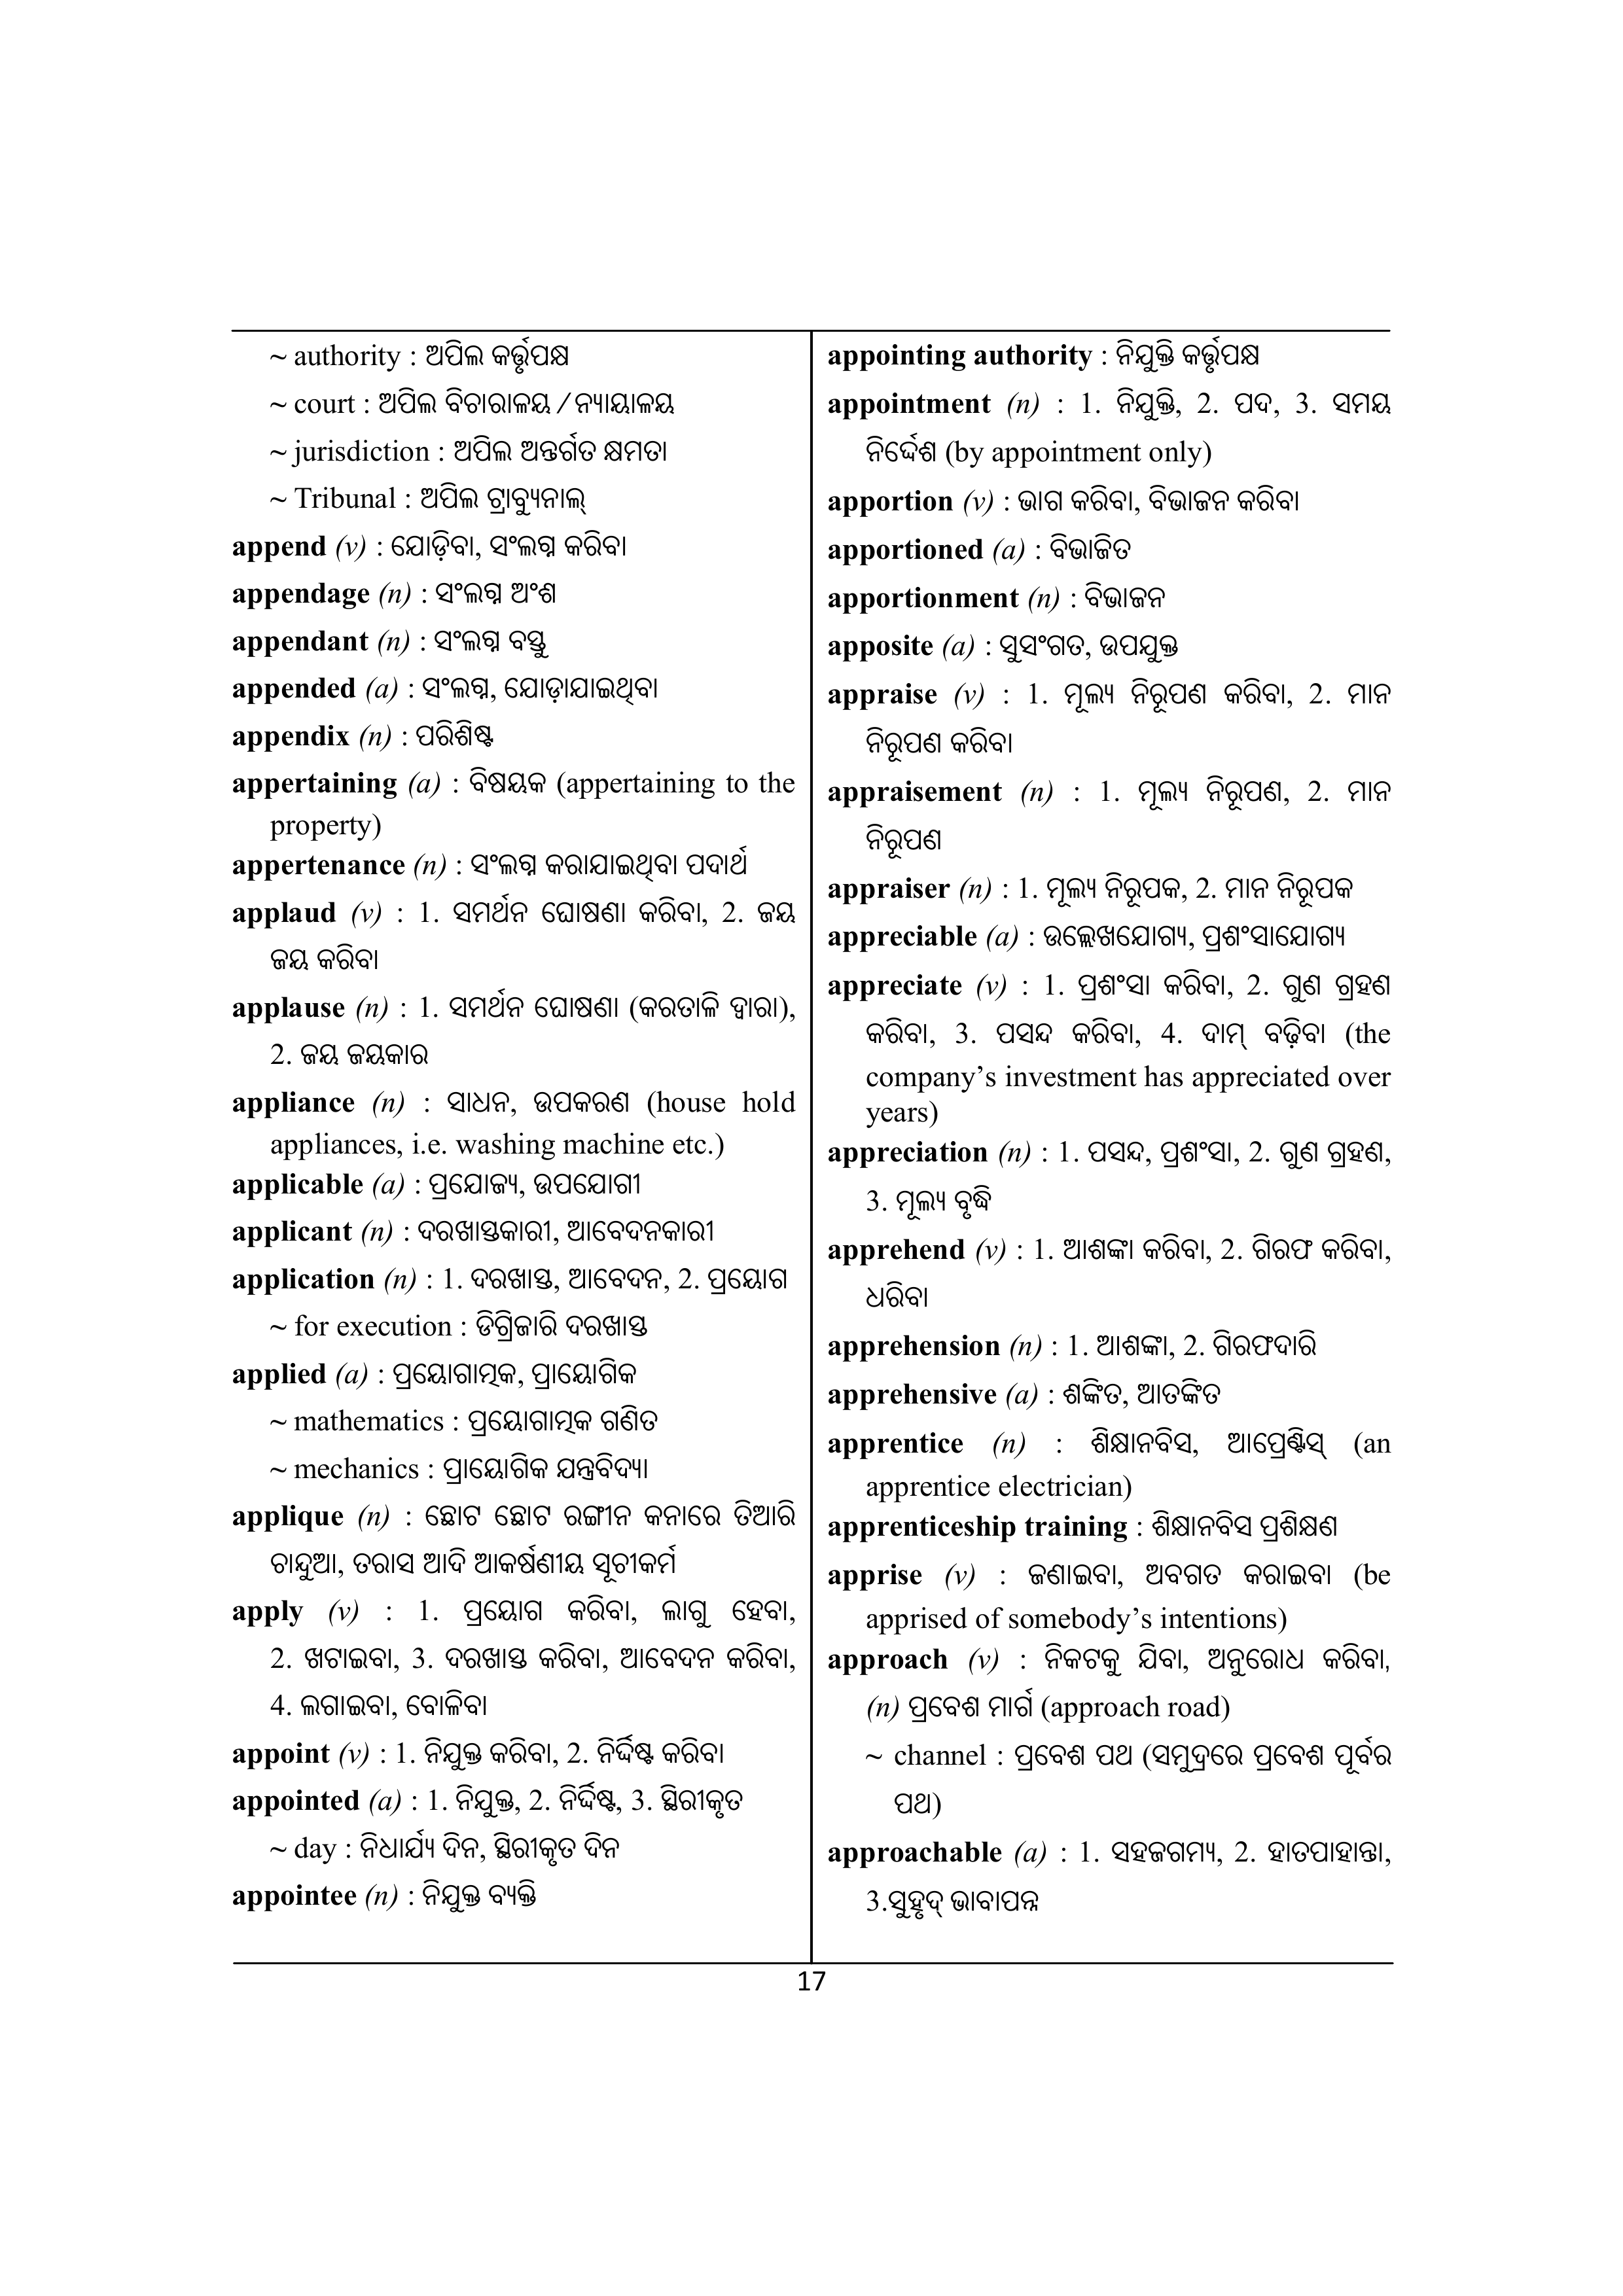 ~ authority : ଅପିଲ କର୍ତ୍ତୃପକ୍ଷ
~ court : ଅପିଲ ବିଚାରାଳୟ / ନ୍ୟାୟାଳୟ
~ jurisdiction : ଅପିଲ ଅନ୍ତର୍ଗତ କ୍ଷମତା
~ Tribunal : ଅପିଲ ଟ୍ରାବ୍ୟୁନାଲ୍
append (v) : ଯୋଡ଼ିବା, ସଂଲଗ୍ନ କରିବା
appendage (n) : ସଂଲଗ୍ନ ଅଂଶ
appendant (n) : ସଂଲଗ୍ନ ବସ୍ତୁ
appended (a) : ସଂଲଗ୍ନ, ଯୋଡ଼ାଯାଇଥିବା
appendix (n) : ପରିଶିଷ୍ଟ
appertaining (a) : ବିଷୟକ (appertaining to the
property)
appertenance (n) : ସଂଲଗ୍ନ କରାଯାଇଥିବା ପଦାର୍ଥ
applaud (v) : 1. ସମର୍ଥନ ଘୋଷଣା କରିବା, 2. ଜୟ
ଜୟ କରିବା
applause (n) : 1. ସମର୍ଥନ ଘୋଷଣା (କରତାଳି ଦ୍ୱାରା),
2. ଜୟ ଜୟକାର
appliance (n) : ସାଧନ, ଉପକରଣ (house hold
appliances, i.e. washing machine etc.)
applicable (a) : ପ୍ରଯୋଜ୍ୟ, ଉପଯୋଗୀ
applicant (n) : ଦରଖାସ୍ତକାରୀ, ଆବେଦନକାରୀ
application (n) : 1. ଦରଖାସ୍ତ, ଆବେଦନ, 2. ପ୍ରୟୋଗ
~ for execution : ଡିଗ୍ରିଜାରି ଦରଖାସ୍ତ
applied (a) : ପ୍ରୟୋଗାତ୍ମକ, ପ୍ରାୟୋଗିକ
~ mathematics : ପ୍ରୟୋଗାତ୍ମକ ଗଣିତ
~ mechanics : ପ୍ରାୟୋଗିକ ଯନ୍ତ୍ରବିଦ୍ୟା
applique (n) : ଛୋଟ ଛୋଟ ରଙ୍ଗୀନ କନାରେ ତିଆରି
ଚାନ୍ଦୁଆ, ତରାସ ଆଦି ଆକର୍ଷଣୀୟ ସୂଚୀକର୍ମ
apply (v) : 1. ପ୍ରୟୋଗ କରିବା, ଲାଗୁ ହେବା,
2. ଖଟାଇବା, 3. ଦରଖାସ୍ତ କରିବା, ଆବେଦନ କରିବା,
4. ଲଗାଇବା, ବୋଳିବା
appoint (v) : 1. ନିଯୁକ୍ତ କରିବା, 2. ନିର୍ଦ୍ଦିଷ୍ଟ କରିବା
appointed (a) : 1. ନିଯୁକ୍ତ, 2. ନିର୍ଦ୍ଦିଷ୍ଟ, 3. ସ୍ଥିରୀକୃତ
~ day : ନିଧାର୍ଯ୍ୟ ଦିନ, ସ୍ଥିରୀକୃତ ଦିନ
appointee (n) : ନିଯୁକ୍ତ ବ୍ୟକ୍ତି
appointing authority : ନିଯୁକ୍ତି କର୍ତ୍ତୃପକ୍ଷ
appointment (n) : 1. ନିଯୁକ୍ତି, 2. ପଦ, 3. ସମୟ
ନିର୍ଦ୍ଦେଶ (by appointment only)
apportion (v) : ଭାଗ କରିବା, ବିଭାଜନ କରିବା
apportioned (a) : ବିଭାଜିତ
apportionment (n) : ବିଭାଜନ
apposite (a) : ସୁସଂଗତ, ଉପଯୁକ୍ତ
appraise (v) : 1. ମୂଲ୍ୟ ନିରୂପଣ କରିବା, 2. ମାନ
ନିରୂପଣ କରିବା
appraisement (n) : 1. ମୂଲ୍ୟ ନିରୂପଣ, 2. ମାନ
ନିରୂପଣ
appraiser (n) : 1. ମୂଲ୍ୟ ନିରୂପକ, 2. ମାନ ନିରୂପକ
appreciable (a) : ଉଲ୍ଲେଖଯୋଗ୍ୟ, ପ୍ରଶଂସାଯୋଗ୍ୟ
appreciate (v) : 1. ପ୍ରଶଂସା କରିବା, 2. ଗୁଣ ଗ୍ରହଣ
କରିବା, 3. ପସନ୍ଦ କରିବା, 4. ଦାମ୍ ବଢ଼ିବା (the
company’s investment has appreciated over
years)
appreciation (n) : 1. ପସନ୍ଦ, ପ୍ରଶଂସା, 2. ଗୁଣ ଗ୍ରହଣ,
3. ମୂଲ୍ୟ ବୃଦ୍ଧି
apprehend (v) : 1. ଆଶଙ୍କା କରିବା, 2. ଗିରଫ କରିବା,
ଧରିବା
apprehension (n) : 1. ଆଶଙ୍କା, 2. ଗିରଫଦାରି
apprehensive (a) : ଶଙ୍କିତ, ଆତଙ୍କିତ
apprentice (n) : ଶିକ୍ଷାନବିସ, ଆପ୍ରେଣ୍ଟିସ୍ (an
apprentice electrician)
apprenticeship training : ଶିକ୍ଷାନବିସ ପ୍ରଶିକ୍ଷଣ
apprise (v) : ଜଣାଇବା, ଅବଗତ କରାଇବା (be
apprised of somebody’s intentions)
approach (v) : ନିକଟକୁ ଯିବା, ଅନୁରୋଧ କରିବା,
(n) ପ୍ରବେଶ ମାର୍ଗ (approach road)
~ channel : ପ୍ରବେଶ ପଥ (ସମୁଦ୍ରରେ ପ୍ରବେଶ ପୂର୍ବର
ପଥ)
approachable (a) : 1. ସହଜଗମ୍ୟ, 2. ହାତପାହାନ୍ତା,
3.ସୁହୃଦ୍ ଭାବାପନ୍ନ
17